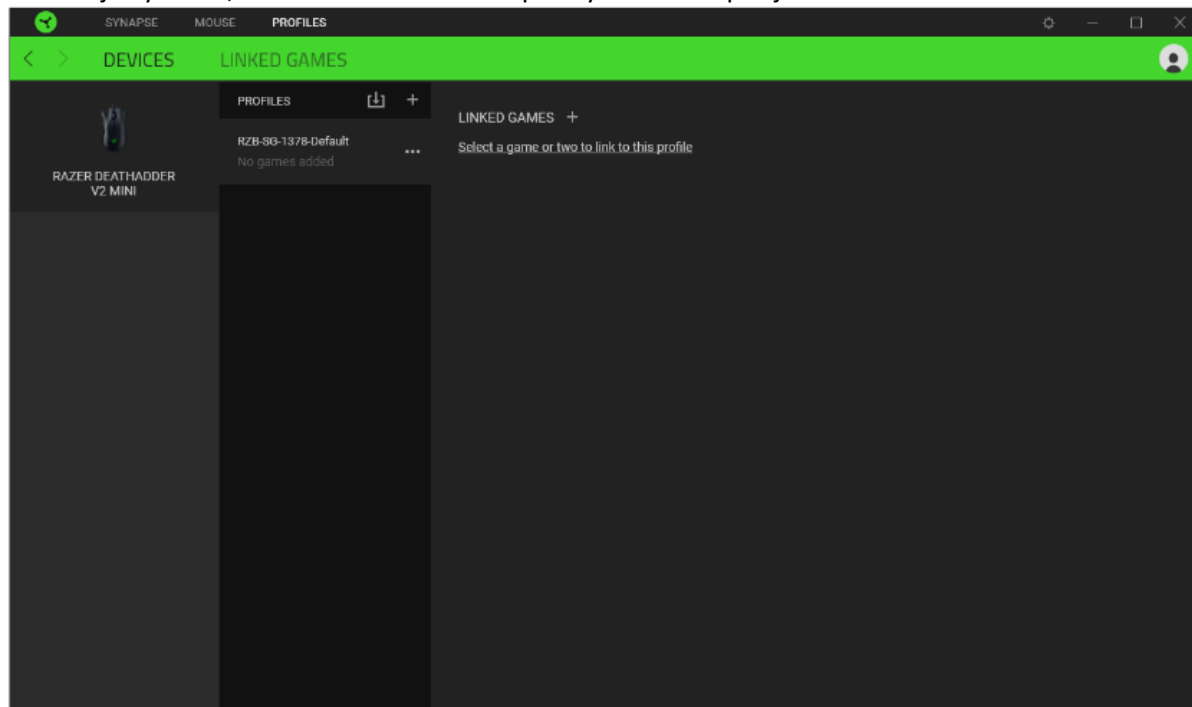 SYNAPSE MOUSE PROFILES
DEVICES LINKED GAMES
PROFILES
RZB-SG-1378-Default
No games added
RAZER DEATHADDER
V2 MINI
LINKED GAMES +
Select a game or two to link to this profile